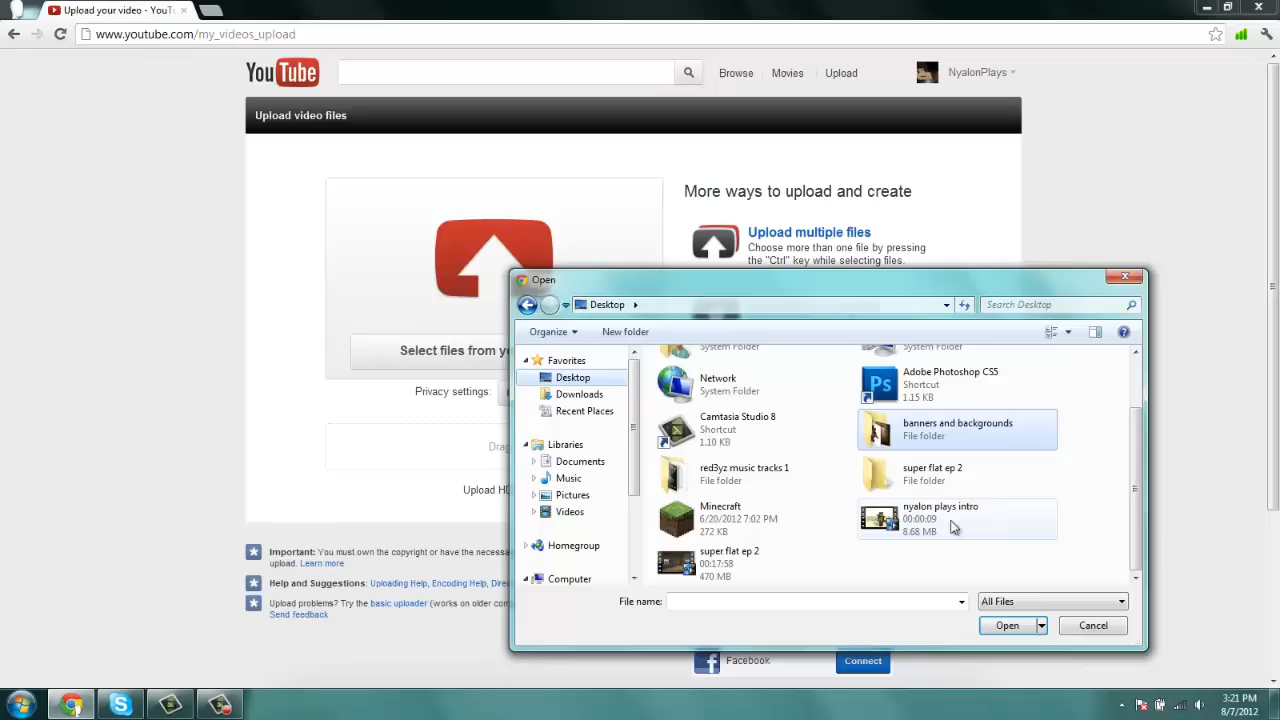 Upload your video - YouT
www.youtube.com/my_videos_upload
YouTube
Browse
Movies
Upload
NyalonPlays
Upload video files
More ways to upload and create
Upload multiple files
Choose more than one file by pressing
the "Ctrl" key while selecting files.
Select files from yo
Privacy settings:
Drag
Upload HD
Important: You must own the copyright or have the necessa
upload. Learn more
Help and Suggestions: Uploading Help, Encoding Help, Direc
Upload problems? Try the basic uploader (works on older com
Send feedback
Facebook
Connect
Open
Desktop
Search Desktop
Organize
New folder
Favorites
Desktop
Downloads
Recent Places
Libraries
Documents
Music
Pictures
Videos
Homegroup
Computer
System Folder
System Folder
Network
System Folder
Adobe Photoshop CS5
Shortcut
1.15 KB
Camtasia Studio 8
Shortcut
1.10 KB
banners and backgrounds
File folder
red3yz music tracks 1
File folder
super flat ep 2
File folder
Minecraft
6/20/2012 7:02 PM
272 KB
nyalon plays intro
00:00:09
8.68 MB
super flat ep 2
00:17:58
470 MB
File name:
All Files
Open
Cancel
3:21 PM
8/7/2012